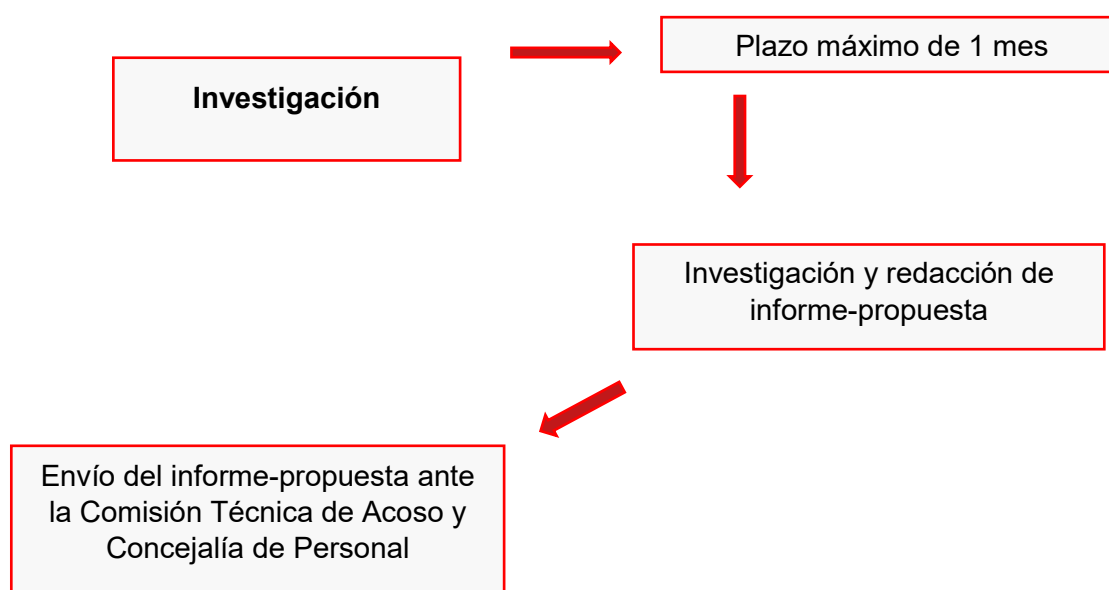 Investigación
Plazo máximo de 1 mes
Investigación y redacción de
informe-propuesta
Envío del informe-propuesta ante
la Comisión Técnica de Acoso y
Concejalía de Personal